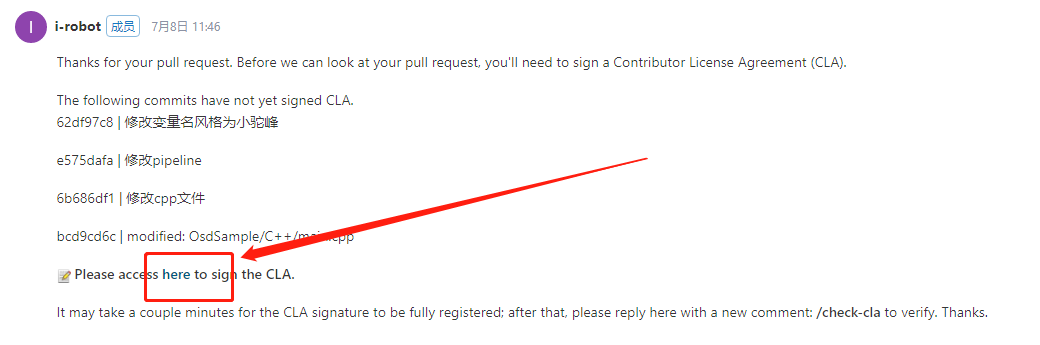 I i-robot 成员 7月8日 11:46
Thanks for your pull request. Before we can look at your pull request, you'll need to sign a Contributor License Agreement (CLA).
The following commits have not yet signed CLA.
62df97c8 | 修改变量名风格为小驼峰
e575dafa | 修改pipeline
6b686df1 | 修改cpp文件
bcd9cd6c | modified: OsdSample/C++/main.cpp
Please access here to sign the CLA.
It may take a couple minutes for the CLA signature to be fully registered; after that, please reply here with a new comment: /check-cla to verify. Thanks.